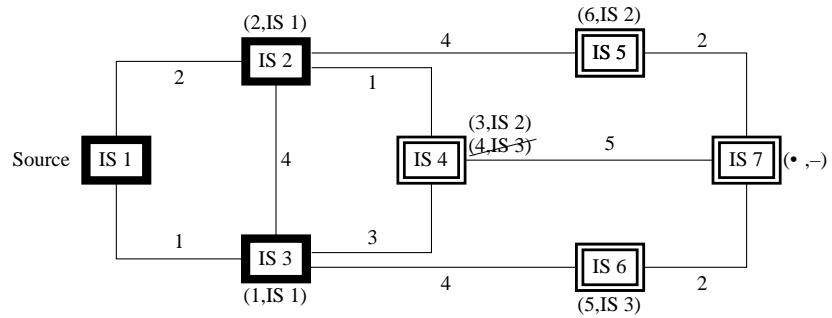 (2,IS 1)
(6,IS 2)
IS 2
4
IS 5
2
2
1
(3,IS 2)
(4,IS 3)
Source
IS 1
4
IS 4
5
IS 7
(• ,–)
1
3
IS 3
4
IS 6
2
(1,IS 1)
(5,IS 3)